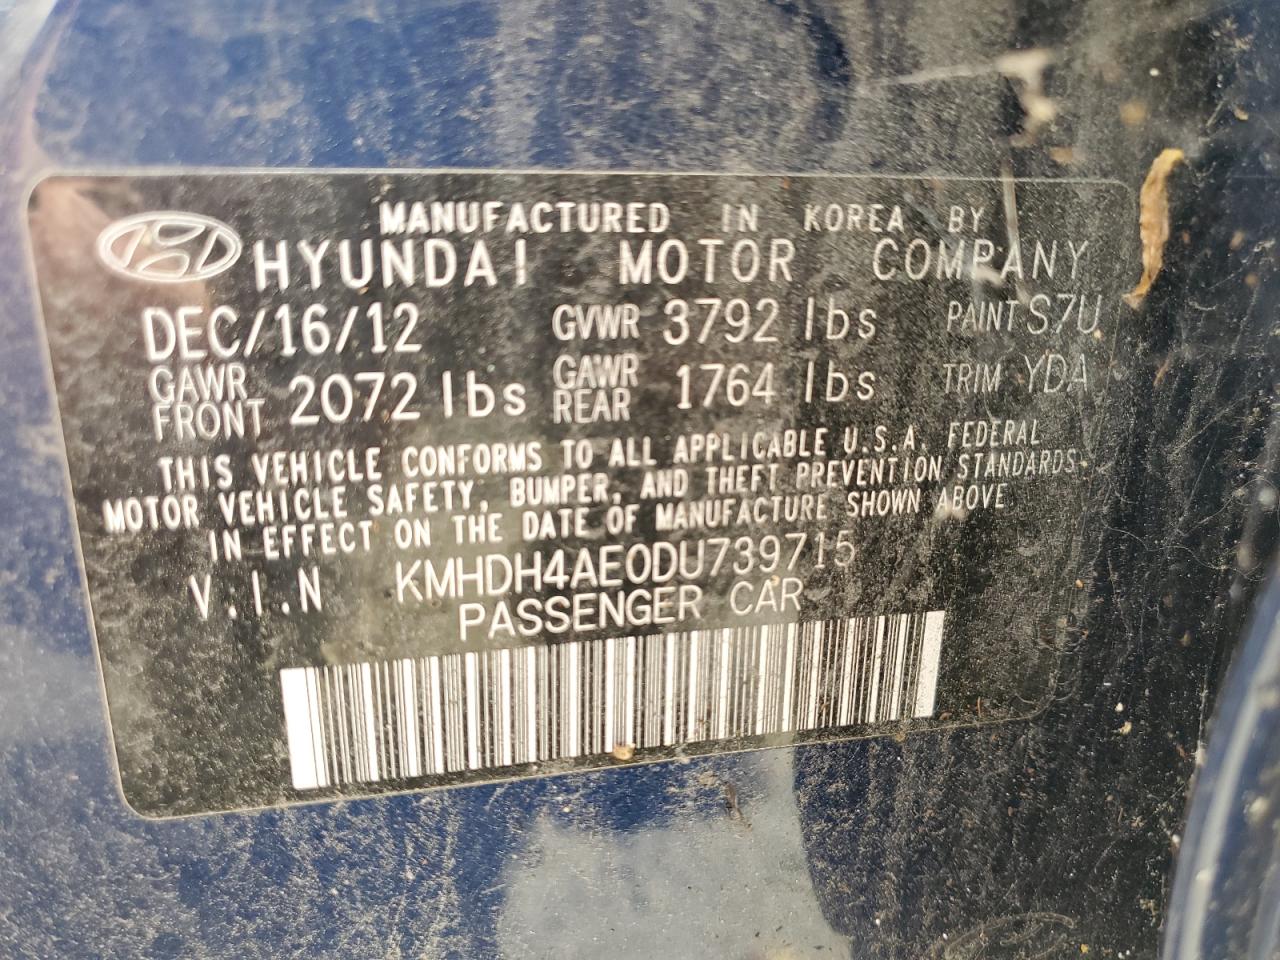 MANUFACTURED IN KOREA BY
HYUNDAI MOTOR COMPANY
DEC/16/12 GVWR 3792 lbs PAINT S7U
GAWR FRONT 2072 lbs GAWR REAR 1764 lbs TRIM YDA
THIS VEHICLE CONFORMS TO ALL APPLICABLE U.S.A. FEDERAL
MOTOR VEHICLE SAFETY, BUMPER, AND THEFT PREVENTION STANDARDS
IN EFFECT ON THE DATE OF MANUFACTURE SHOWN ABOVE
V.I.N KMHDH4AE0DU739715
PASSENGER CAR